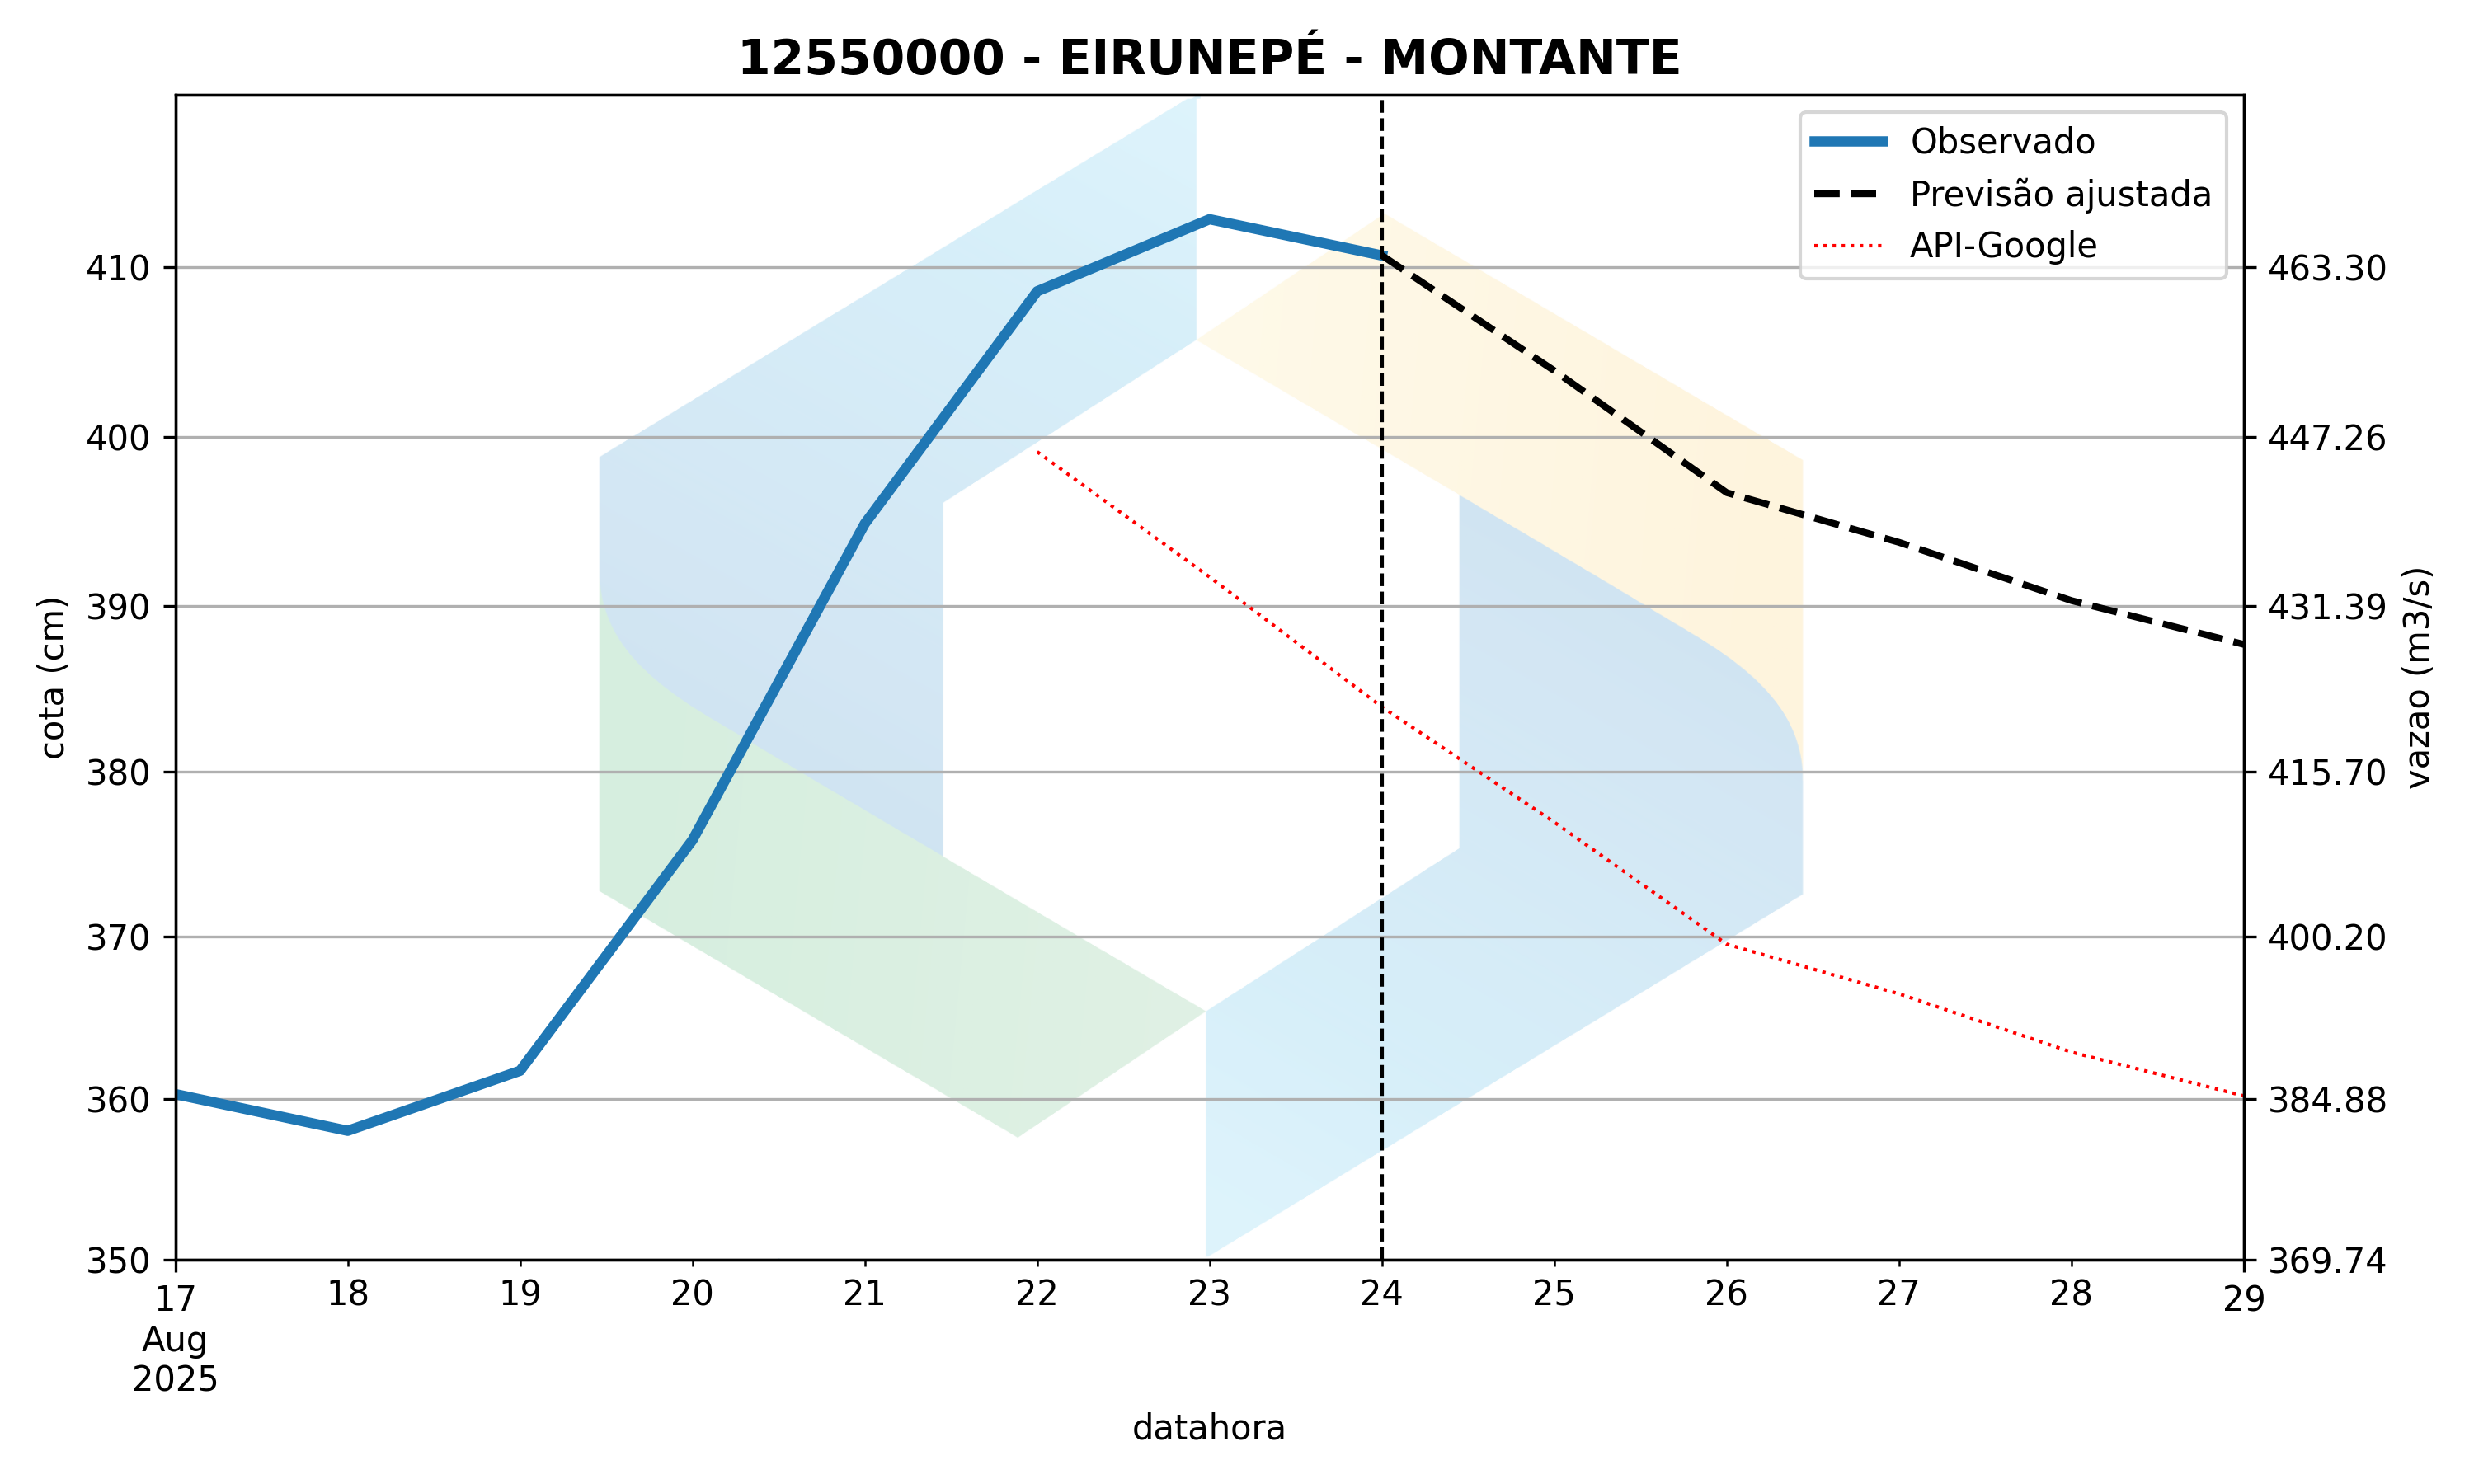 12550000 - EIRUNEPÉ - MONTANTE
Observado
Previsão ajustada
API-Google
410
400
390
380
370
360
350
cota (cm)
463.30
447.26
431.39
415.70
400.20
384.88
369.74
vazao (m3/s)
17 18 19 20 21 22 23 24 25 26 27 28 29
Aug
2025
datahora